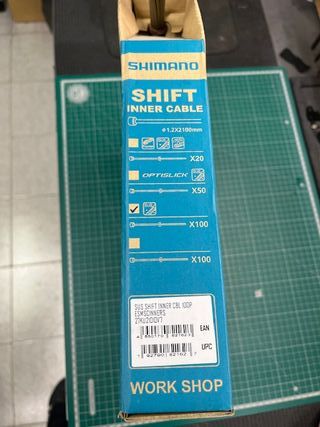 SHIMANO
SHIFT
INNER CABLE
φ1.2X2100mm
X20
OPTISLICK
X50
X100
X100
SUS SHIFT INNER CBL 100P
EAN
UPC
WORK SHOP